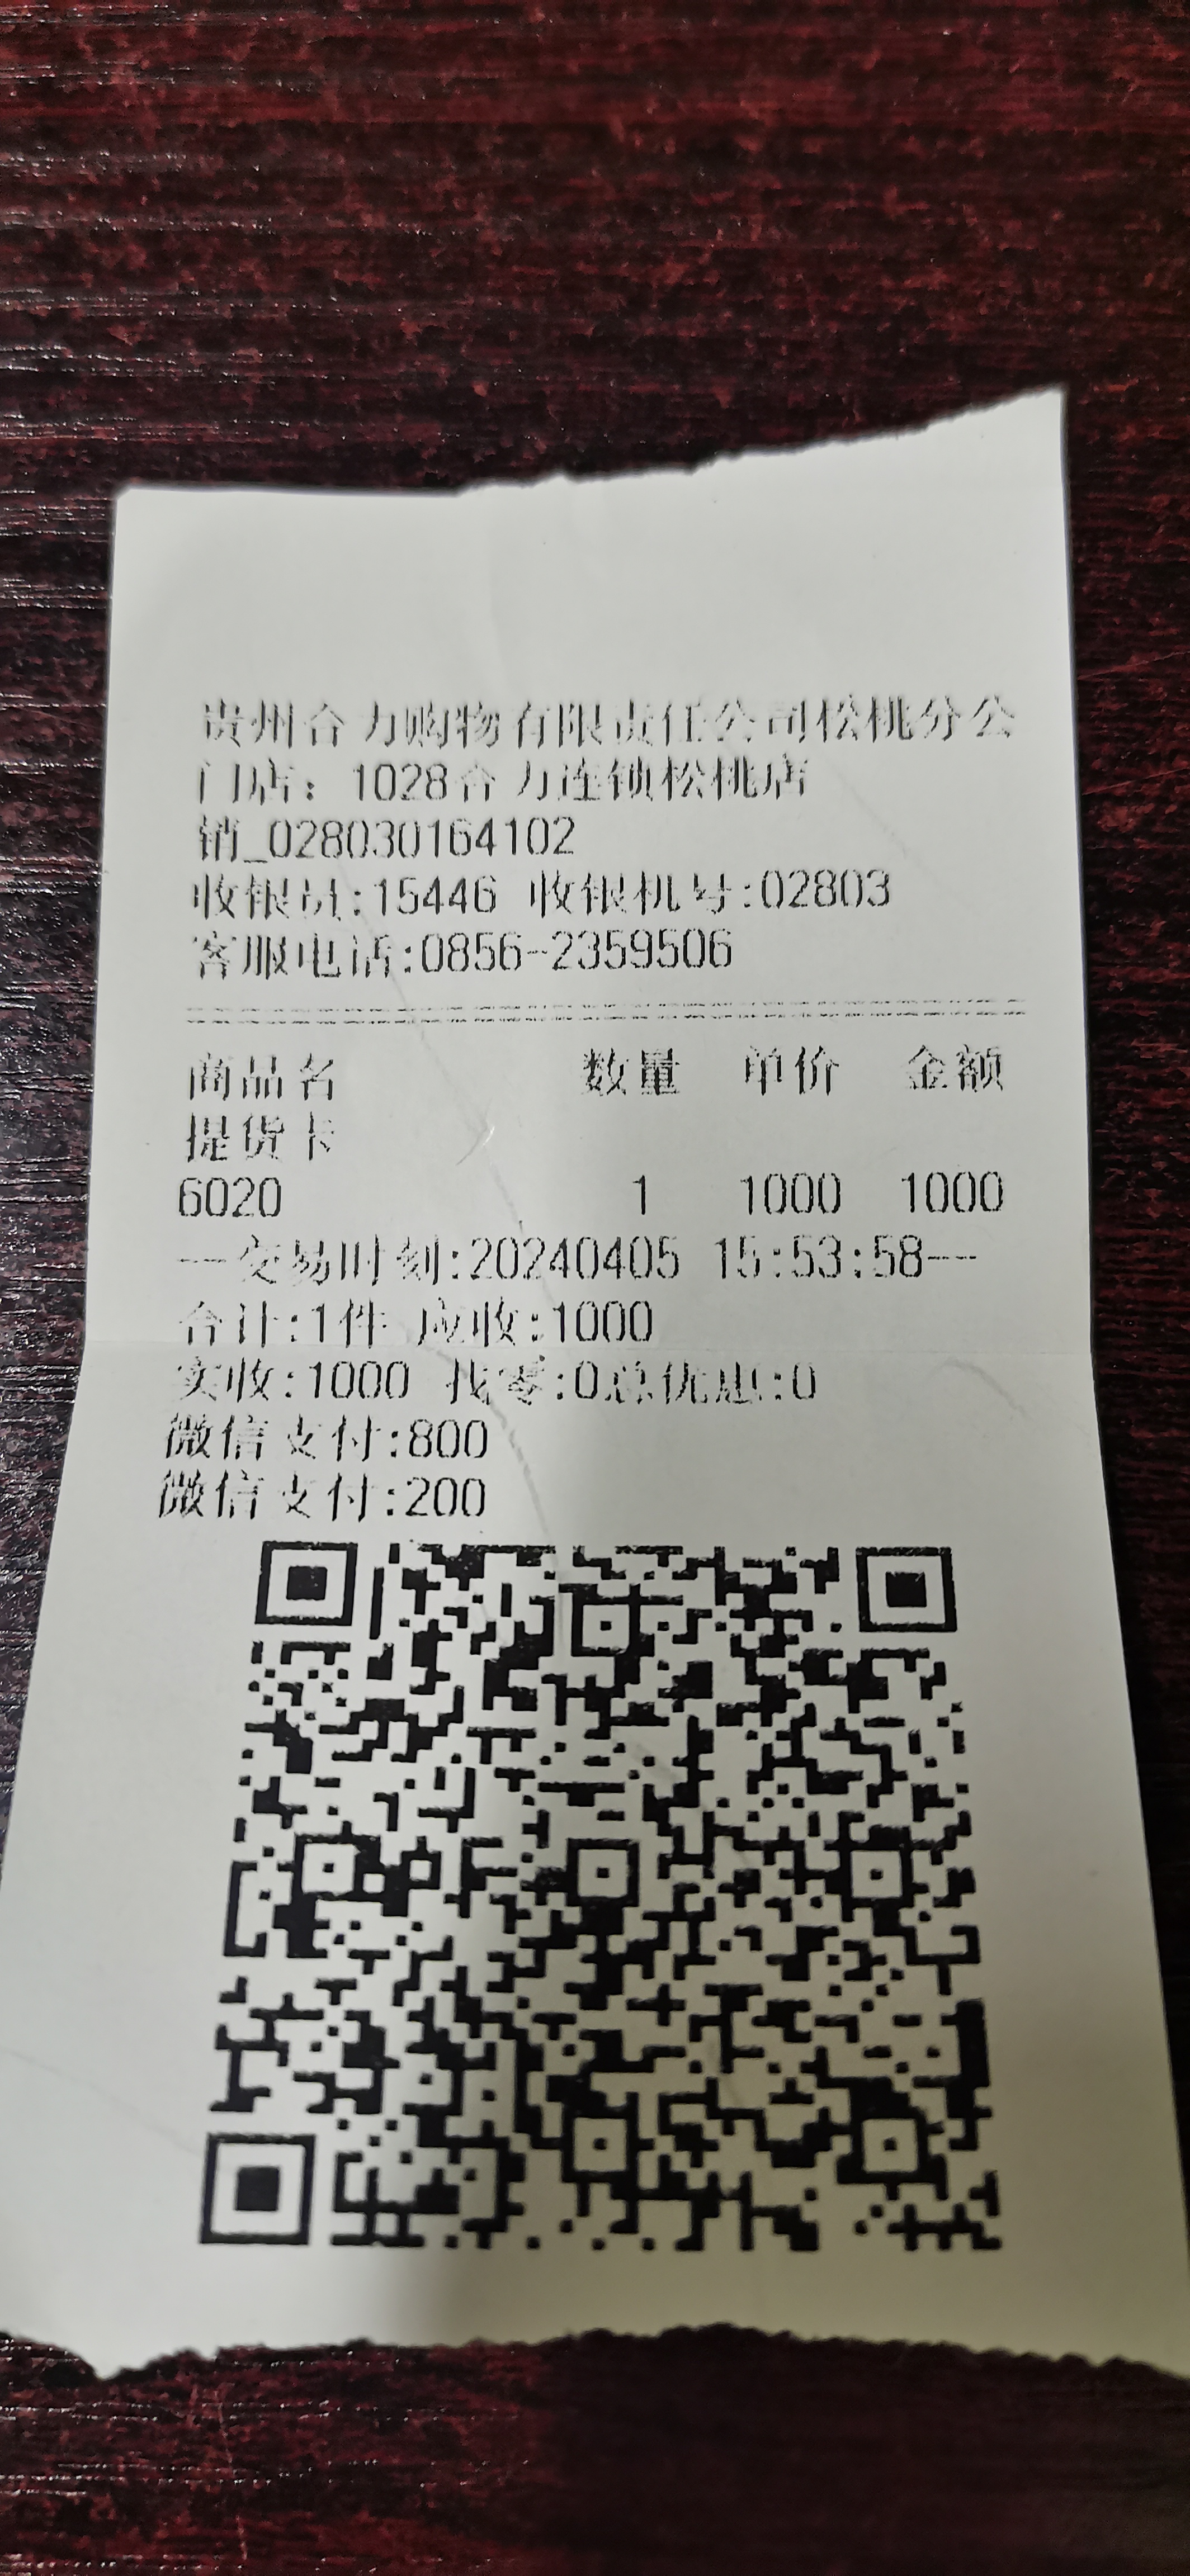 贵州合力购物有限责任公司松桃分公
门店：1028合力连锁松桃店
销_028030164102
收银员:15446 收银机号:02803
客服电话:0856-2359506
商品名 数量 单价 金额
提货卡
6020 1 1000 1000
--交易时刻:20240405 15:53:58--
合计:1件 应收:1000
实收:1000 找零:0总优惠:0
微信支付:800
微信支付:200